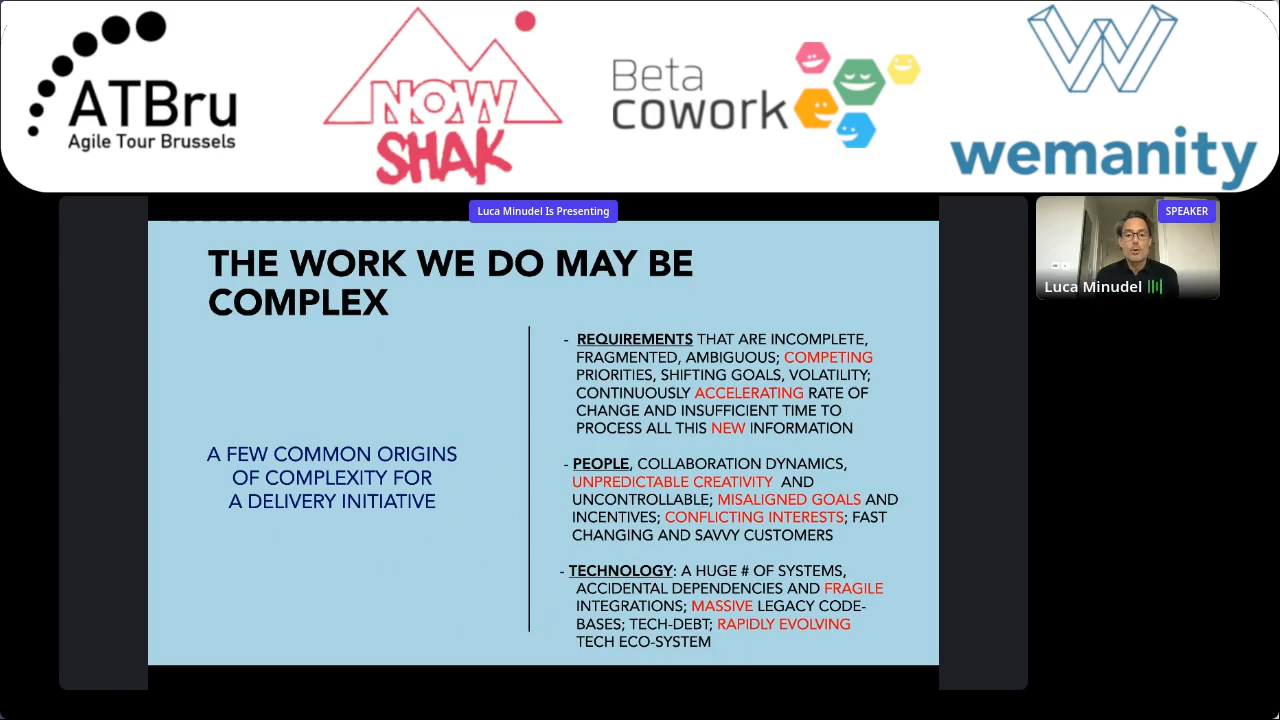 ATBru
Agile Tour Brussels
NOW
SHAK
Beta
cowork
wemanity
Luca Minudel Is Presenting
SPEAKER
Luca Minudel
THE WORK WE DO MAY BE
COMPLEX
A FEW COMMON ORIGINS
OF COMPLEXITY FOR
A DELIVERY INITIATIVE
- REQUIREMENTS THAT ARE INCOMPLETE,
FRAGMENTED, AMBIGUOUS; COMPETING
PRIORITIES, SHIFTING GOALS, VOLATILITY;
CONTINUOUSLY ACCELERATING RATE OF
CHANGE AND INSUFFICIENT TIME TO
PROCESS ALL THIS NEW INFORMATION
- PEOPLE, COLLABORATION DYNAMICS,
UNPREDICTABLE CREATIVITY AND
UNCONTROLLABLE; MISALIGNED GOALS AND
INCENTIVES; CONFLICTING INTERESTS; FAST
CHANGING AND SAVVY CUSTOMERS
- TECHNOLOGY: A HUGE # OF SYSTEMS,
ACCIDENTAL DEPENDENCIES AND FRAGILE
INTEGRATIONS; MASSIVE LEGACY CODE-
BASES; TECH-DEBT; RAPIDLY EVOLVING
TECH ECO-SYSTEM